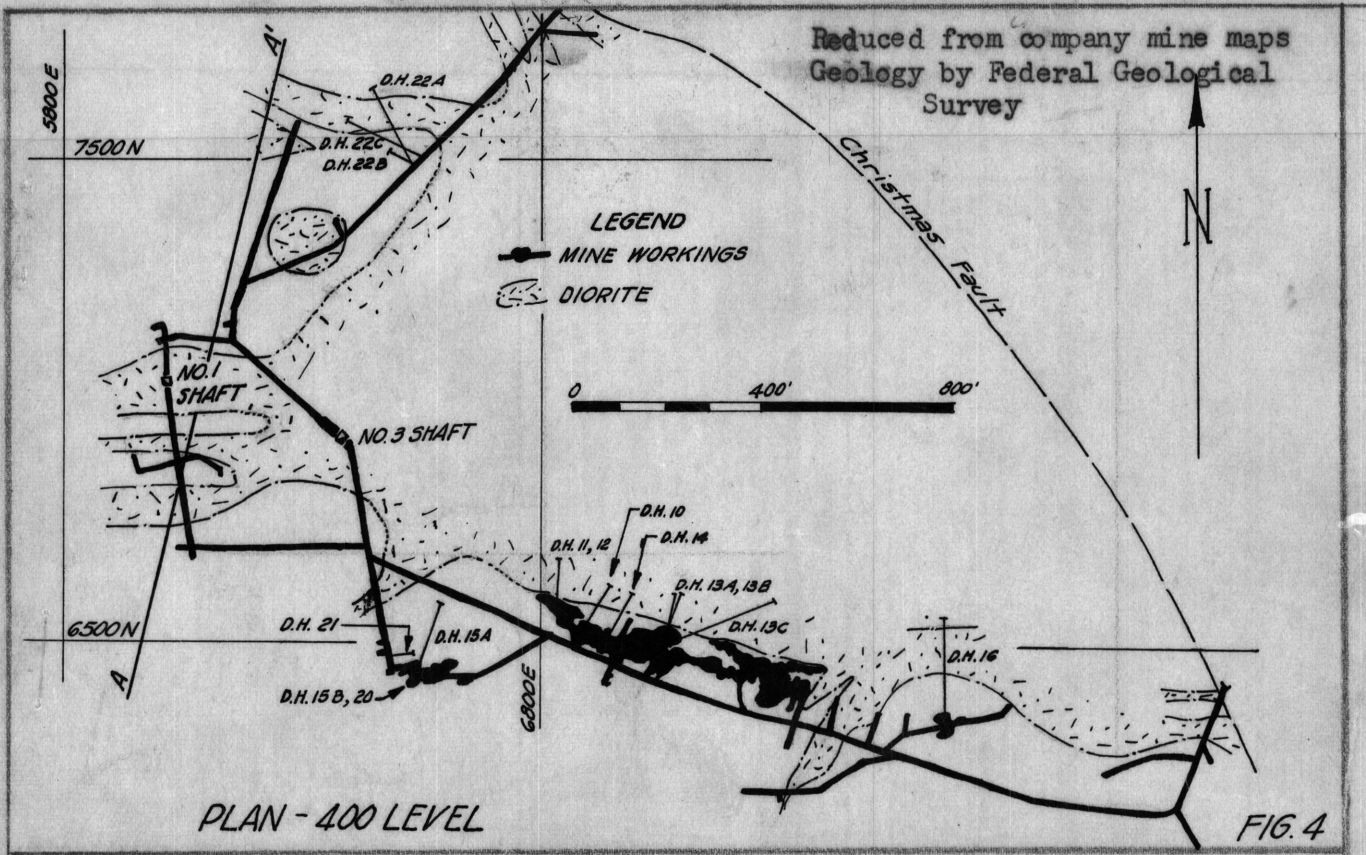 Reduced from company mine maps
Geology by Federal Geological
Survey
A'
5800 E
D.H. 22A
7500 N
D.H. 22C
D.H. 22B
Christmas Fault
N
LEGEND
MINE WORKINGS
DIORITE
NO. 1
SHAFT
0 400' 800'
NO. 3 SHAFT
D.H. 10
D.H. 11, 12
D.H. 14
D.H. 13A, 13B
6500 N
D.H. 21
D.H. 15A
D.H. 13C
D.H. 16
A
D.H. 15B, 20
6800 E
PLAN - 400 LEVEL
FIG. 4